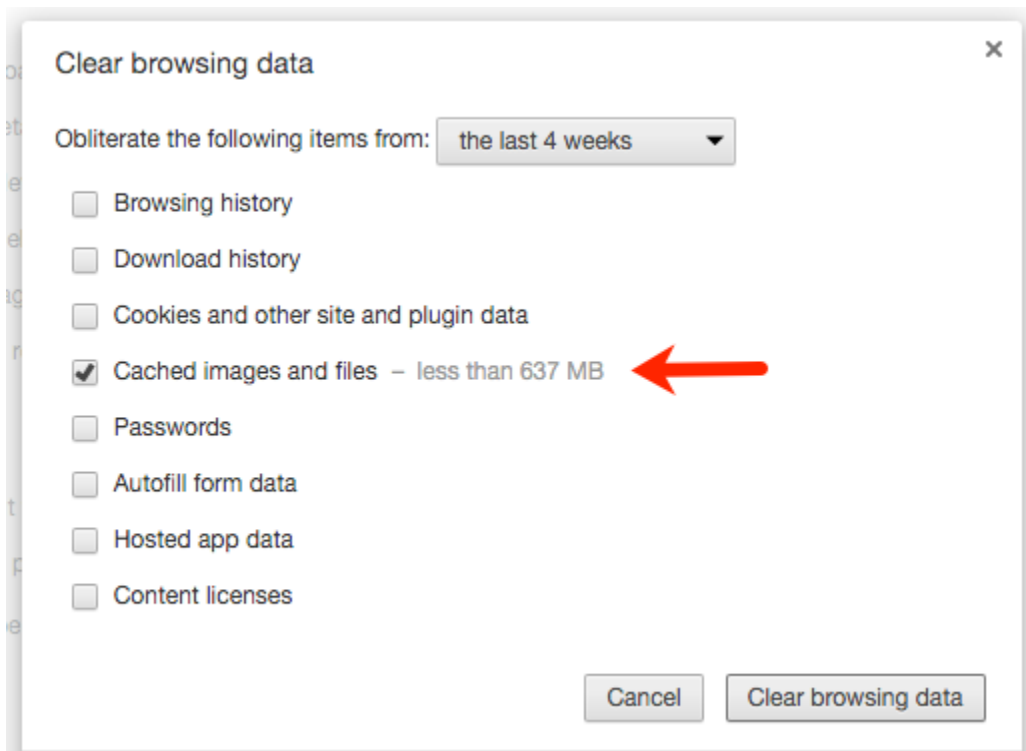 Clear browsing data
Obliterate the following items from: the last 4 weeks
Browsing history
Download history
Cookies and other site and plugin data
Cached images and files – less than 637 MB
Passwords
Autofill form data
Hosted app data
Content licenses
Cancel Clear browsing data